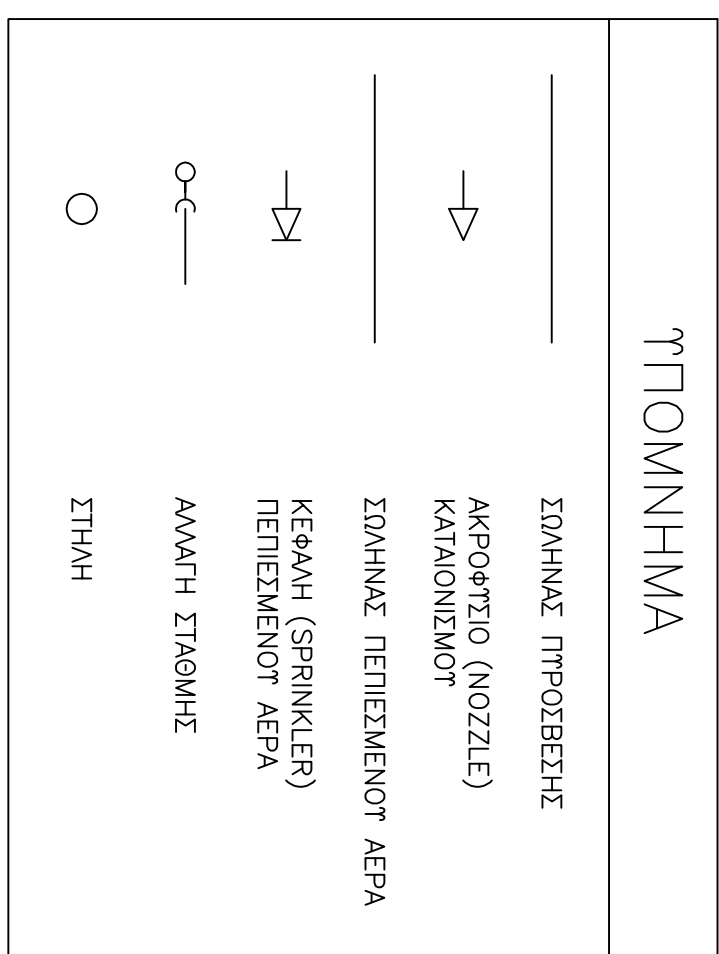 ΥΠΟΜΝΗΜΑ
ΣΩΛΗΝΑΣ ΠΥΡΟΣΒΕΣΗΣ
ΑΚΡΟΦΥΣΙΟ (NOZZLE)
ΚΑΤΑΙΟΝΙΣΜΟΥ
ΣΩΛΗΝΑΣ ΠΕΠΙΕΣΜΕΝΟΥ ΑΕΡΑ
ΚΕΦΑΛΗ (SPRINKLER)
ΠΕΠΙΕΣΜΕΝΟΥ ΑΕΡΑ
ΑΛΛΑΓΗ ΣΤΑΘΜΗΣ
ΣΤΗΛΗ